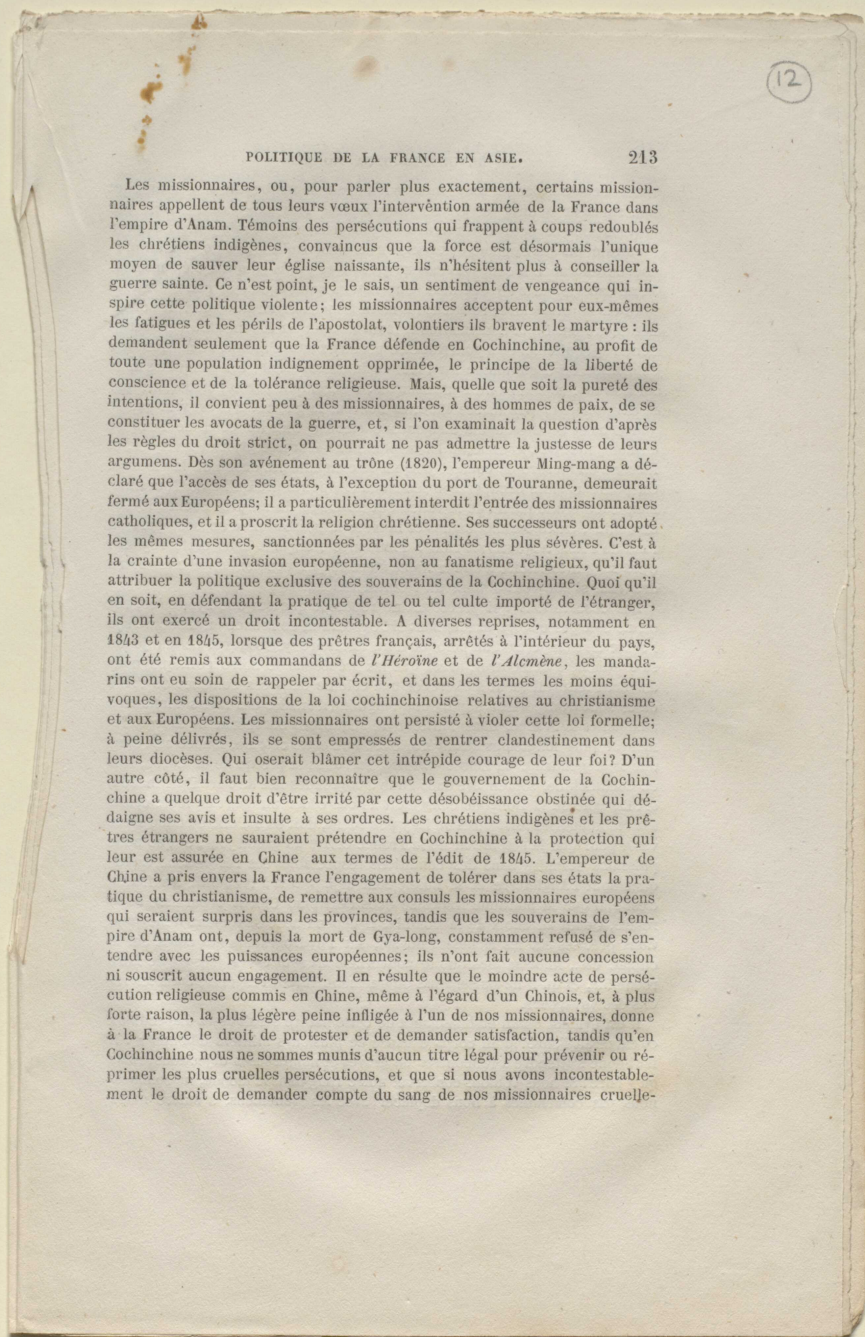 12
POLITIQUE DE LA FRANCE EN ASIE. 213
Les missionnaires, ou, pour parler plus exactement, certains mission-
naires appellent de tous leurs vœux l'intervention armée de la France dans
l'empire d'Anam. Témoins des persécutions qui frappent à coups redoublés
les chrétiens indigènes, convaincus que la force est désormais l'unique
moyen de sauver leur église naissante, ils n'hésitent plus à conseiller la
guerre sainte. Ce n'est point, je le sais, un sentiment de vengeance qui in-
spire cette politique violente; les missionnaires acceptent pour eux-mêmes
les fatigues et les périls de l'apostolat, volontiers ils bravent le martyre : ils
demandent seulement que la France défende en Cochinchine, au profit de
toute une population indignement opprimée, le principe de la liberté de
conscience et de la tolérance religieuse. Mais, quelle que soit la pureté des
intentions, il convient peu à des missionnaires, à des hommes de paix, de se
constituer les avocats de la guerre, et, si l'on examinait la question d'après
les règles du droit strict, on pourrait ne pas admettre la justesse de leurs
argumens. Dès son avénement au trône (1820), l'empereur Ming-mang a dé-
claré que l'accès de ses états, à l'exception du port de Touranne, demeurait
fermé aux Européens; il a particulièrement interdit l'entrée des missionnaires
catholiques, et il a proscrit la religion chrétienne. Ses successeurs ont adopté
les mêmes mesures, sanctionnées par les pénalités les plus sévères. C'est à
la crainte d'une invasion européenne, non au fanatisme religieux, qu'il faut
attribuer la politique exclusive des souverains de la Cochinchine. Quoi qu'il
en soit, en défendant la pratique de tel ou tel culte importé de l'étranger,
ils ont exercé un droit incontestable. A diverses reprises, notamment en
1843 et en 1845, lorsque des prêtres français, arrêtés à l'intérieur du pays,
ont été remis aux commandans de l'Héroïne et de l'Alcmène, les manda-
rins ont eu soin de rappeler par écrit, et dans les termes les moins équi-
voques, les dispositions de la loi cochinchinoise relatives au christianisme
et aux Européens. Les missionnaires ont persisté à violer cette loi formelle;
à peine délivrés, ils se sont empressés de rentrer clandestinement dans
leurs diocèses. Qui oserait blâmer cet intrépide courage de leur foi? D'un
autre côté, il faut bien reconnaître que le gouvernement de la Cochin-
chine a quelque droit d'être irrité par cette désobéissance obstinée qui dé-
daigne ses avis et insulte à ses ordres. Les chrétiens indigènes et les prê-
tres étrangers ne sauraient prétendre en Cochinchine à la protection qui
leur est assurée en Chine aux termes de l'édit de 1845. L'empereur de
Chine a pris envers la France l'engagement de tolérer dans ses états la pra-
tique du christianisme, de remettre aux consuls les missionnaires européens
qui seraient surpris dans les provinces, tandis que les souverains de l'em-
pire d'Anam ont, depuis la mort de Gya-long, constamment refusé de s'en-
tendre avec les puissances européennes; ils n'ont fait aucune concession
ni souscrit aucun engagement. Il en résulte que le moindre acte de persé-
cution religieuse commis en Chine, même à l'égard d'un Chinois, et, à plus
forte raison, la plus légère peine infligée à l'un de nos missionnaires, donne
à la France le droit de protester et de demander satisfaction, tandis qu'en
Cochinchine nous ne sommes munis d'aucun titre légal pour prévenir ou ré-
primer les plus cruelles persécutions, et que si nous avons incontestable-
ment le droit de demander compte du sang de nos missionnaires cruelle-